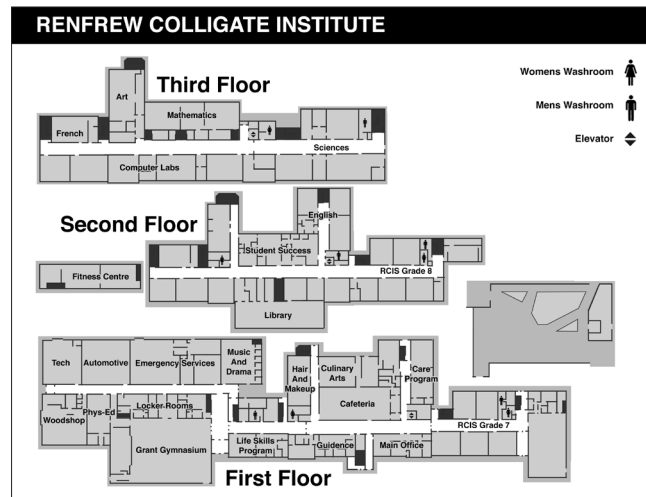 RENFREW COLLIGATE INSTITUTE
Womens Washroom
Mens Washroom
Elevator
Third Floor
Art
Mathematics
French
Sciences
Computer Labs
Second Floor
English
Student Success
RCIS Grade 8
Fitness Centre
Library
Tech
Automotive
Emergency Services
Music
And
Drama
Hair
And
Makeup
Culinary
Arts
Care
Program
Cafeteria
Woodshop
Phys-Ed
Locker Rooms
RCIS Grade 7
Grant Gymnasium
Life Skills
Program
Guidence
Main Office
First Floor